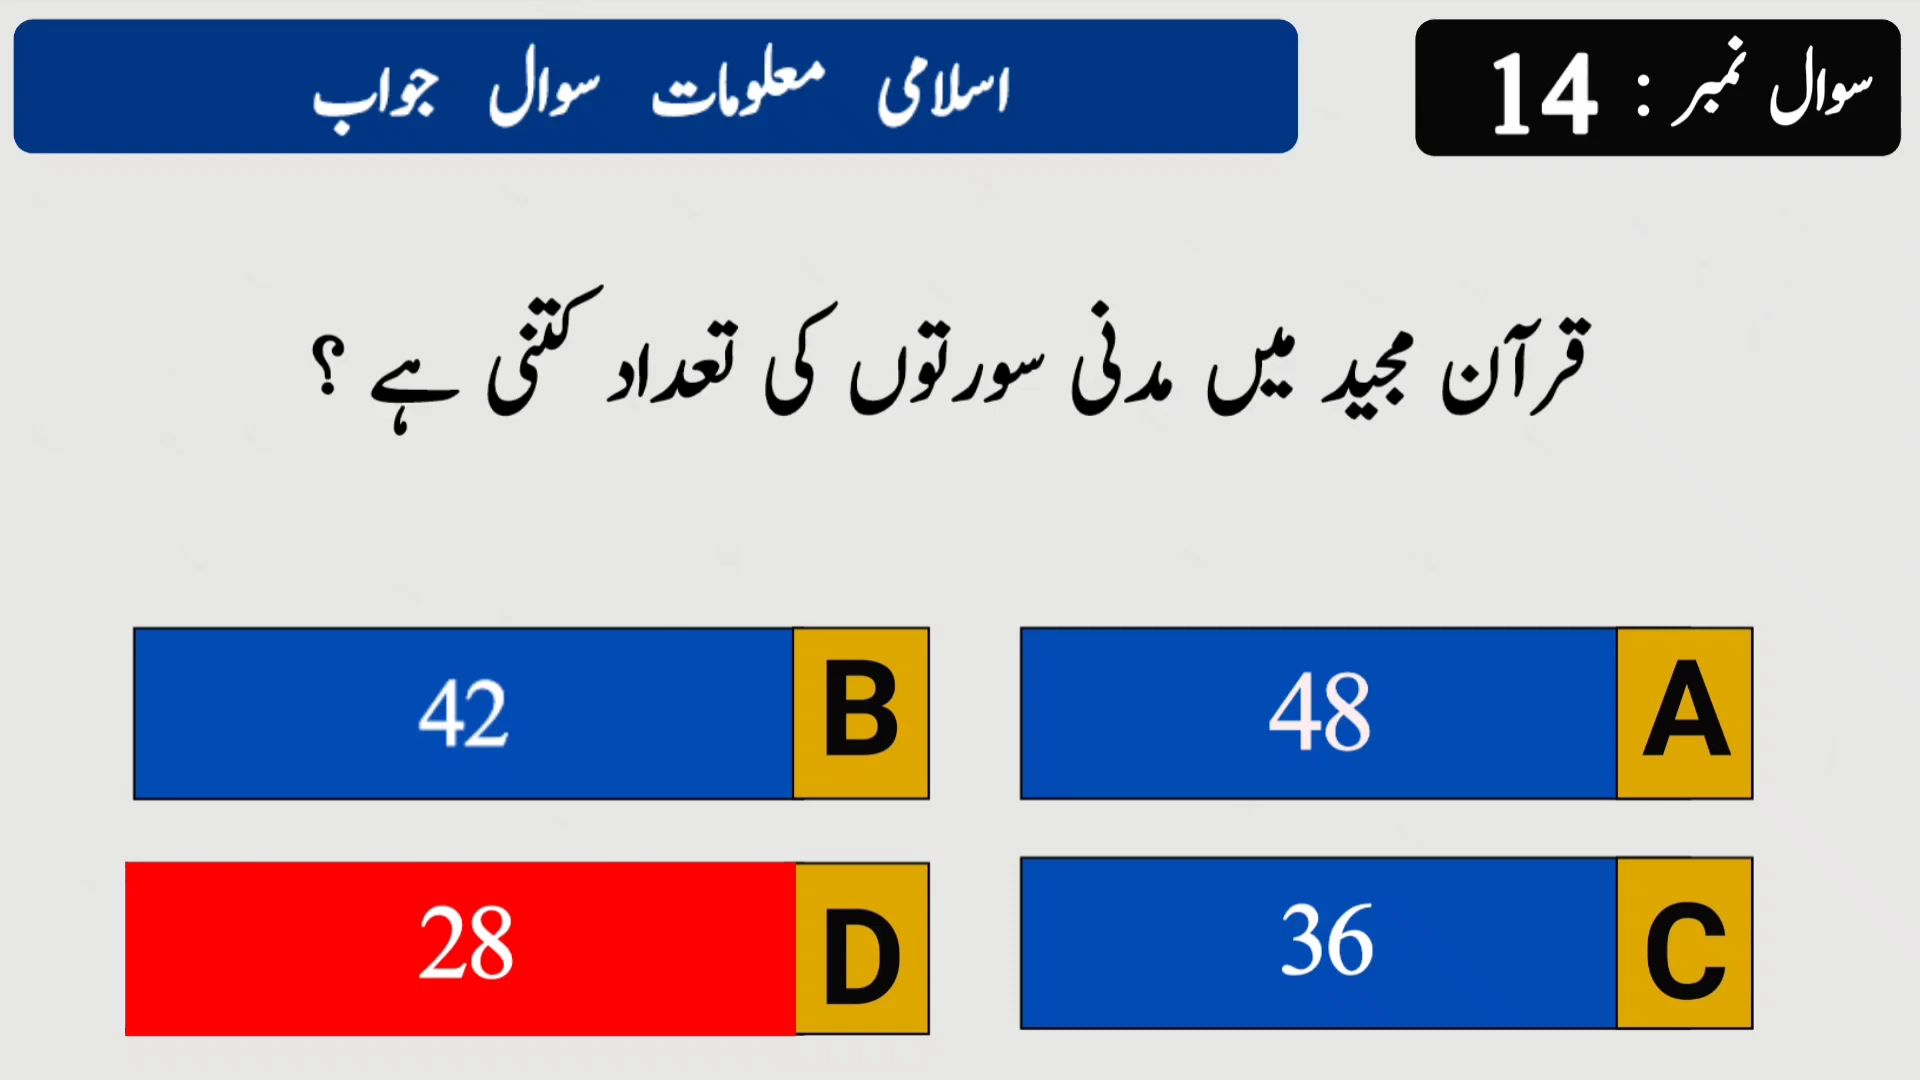 سوال نمبر : 14
اسلامی معلومات سوال جواب
قرآن مجید میں مدنی سورتوں کی تعداد کتنی ہے ؟
A 48
B 42
C 36
D 28